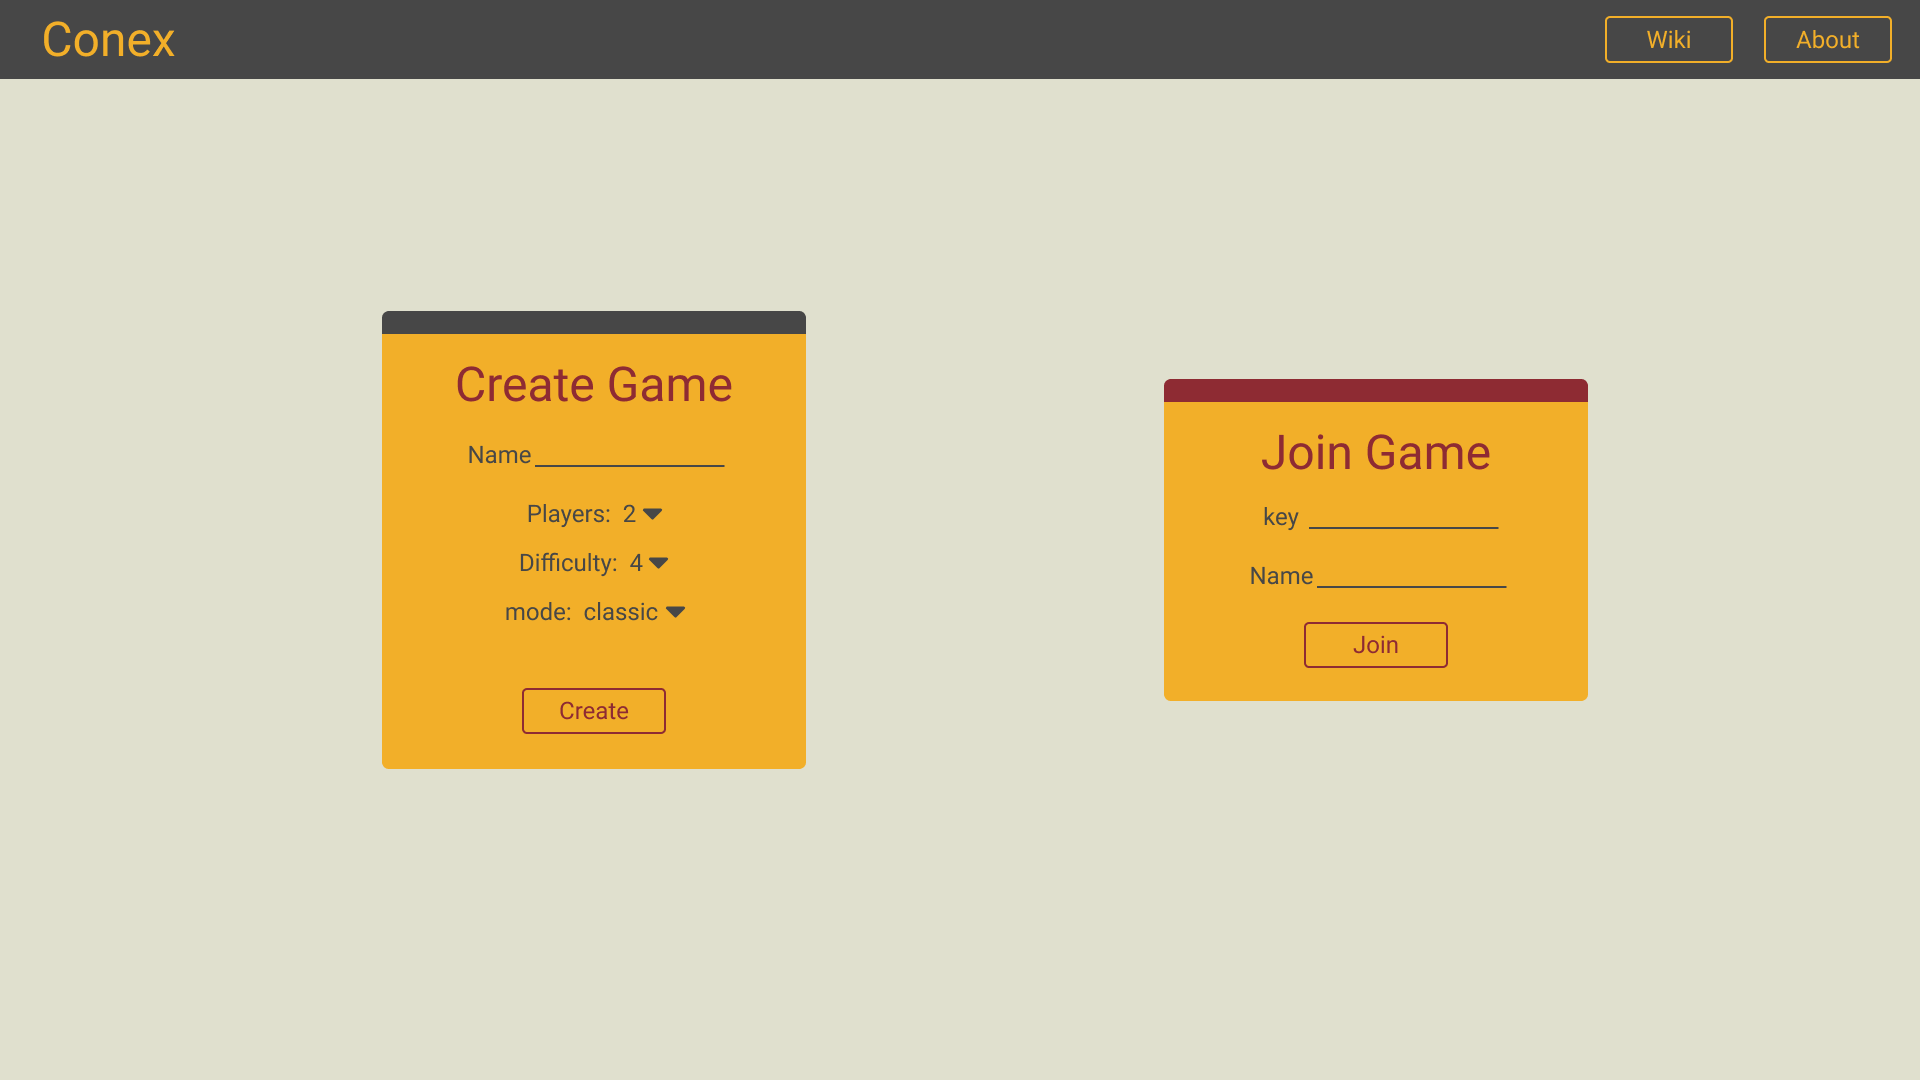 Conex
Wiki
About
Create Game
Name
Players: 2
Difficulty: 4
mode: classic
Create
Join Game
key
Name
Join